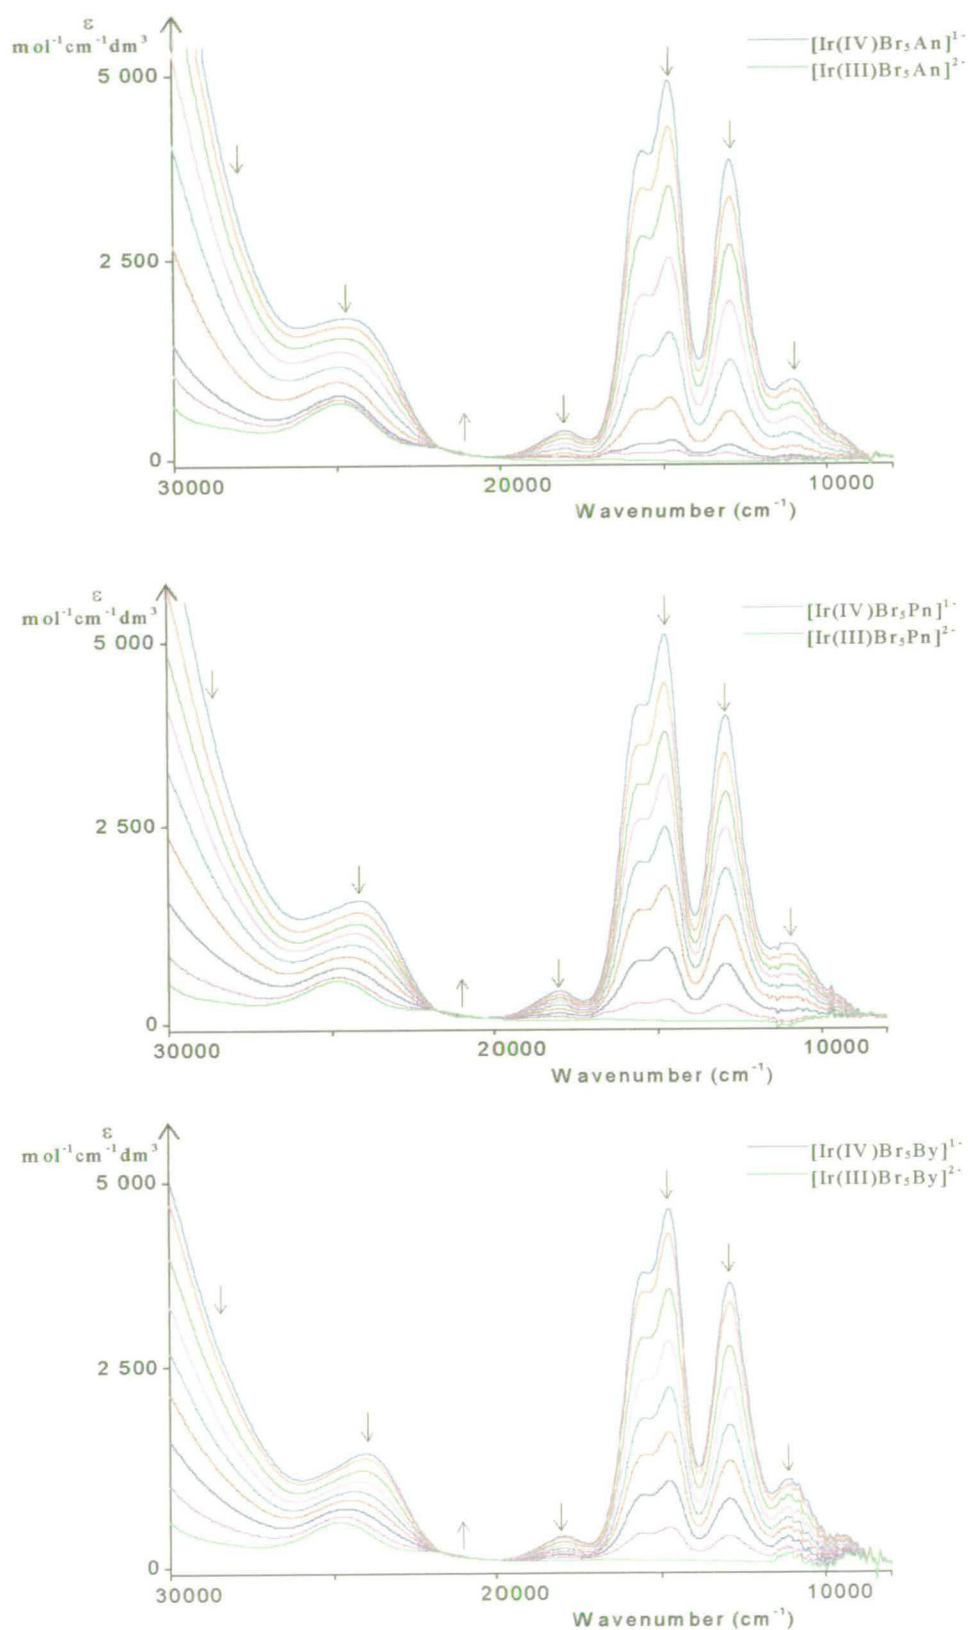 ε
mol⁻¹cm⁻¹dm³
[Ir(IV)Br₅An]¹⁻
[Ir(III)Br₅An]²⁻
5 000
2 500
0
30000 20000 10000
Wavenumber (cm⁻¹)
ε
mol⁻¹cm⁻¹dm³
[Ir(IV)Br₅Pn]¹⁻
[Ir(III)Br₅Pn]²⁻
5 000
2 500
0
30000 20000 10000
Wavenumber (cm⁻¹)
ε
mol⁻¹cm⁻¹dm³
[Ir(IV)Br₅By]¹⁻
[Ir(III)Br₅By]²⁻
5 000
2 500
0
30000 20000 10000
Wavenumber (cm⁻¹)